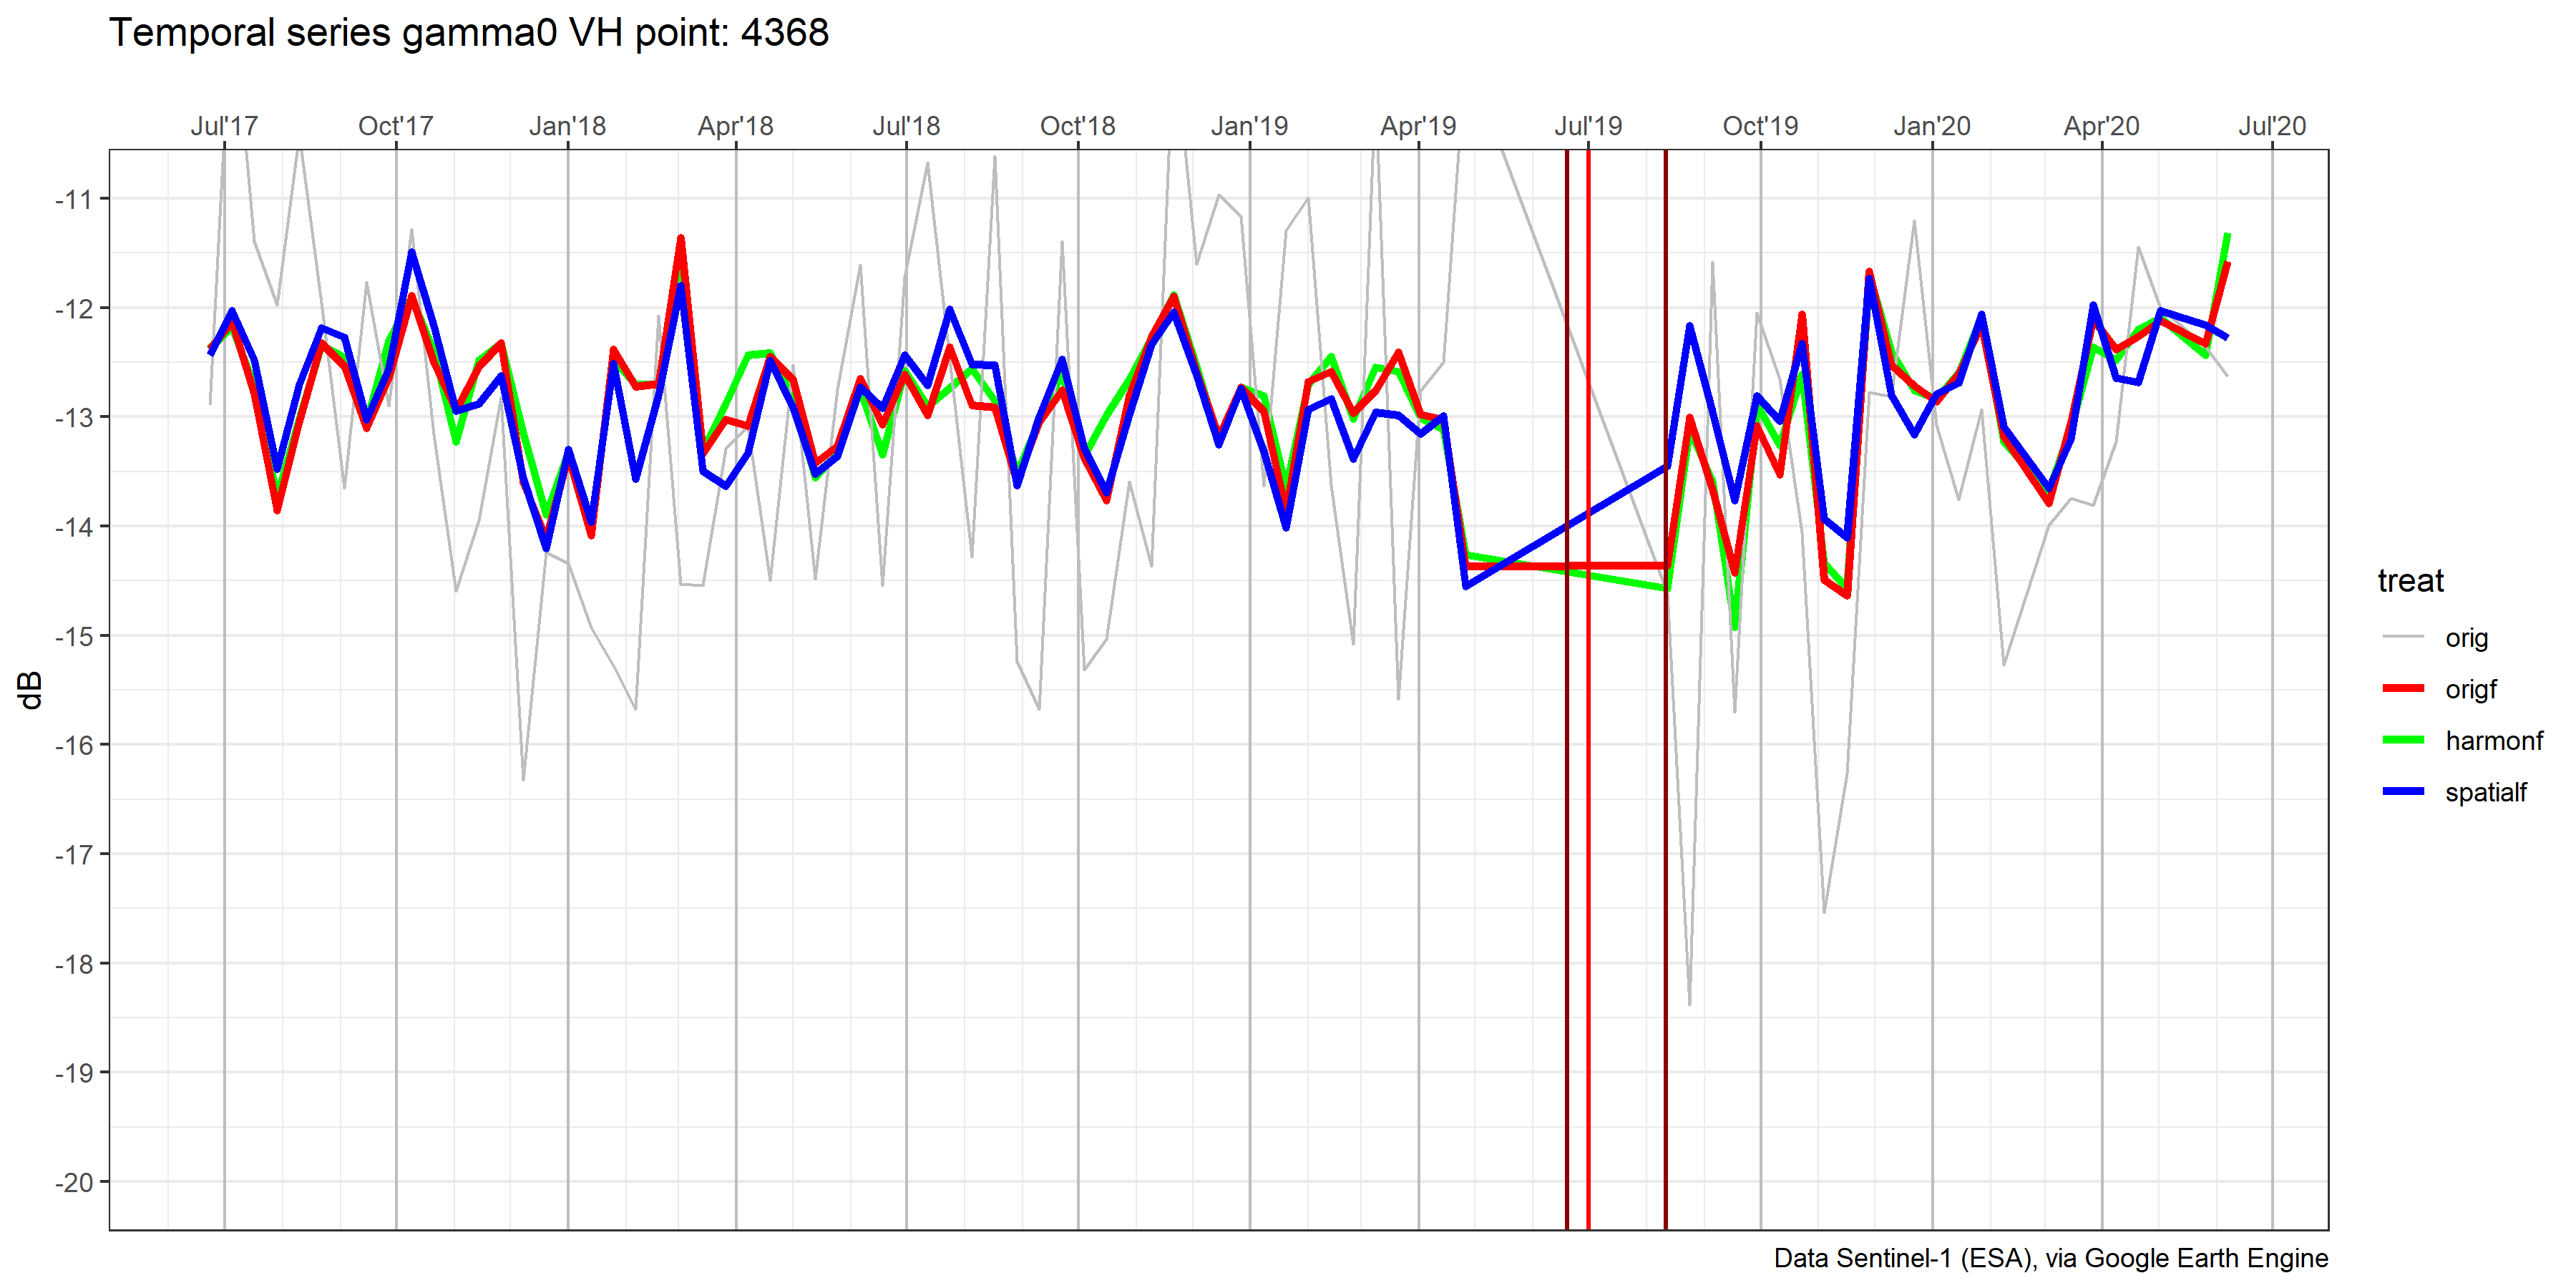 Temporal series gamma0 VH point: 4368
Jul'17 Oct'17 Jan'18 Apr'18 Jul'18 Oct'18 Jan'19 Apr'19 Jul'19 Oct'19 Jan'20 Apr'20 Jul'20
-11
-12
-13
-14
-15
-16
-17
-18
-19
-20
dB
treat
orig
origf
harmonf
spatialf
Data Sentinel-1 (ESA), via Google Earth Engine